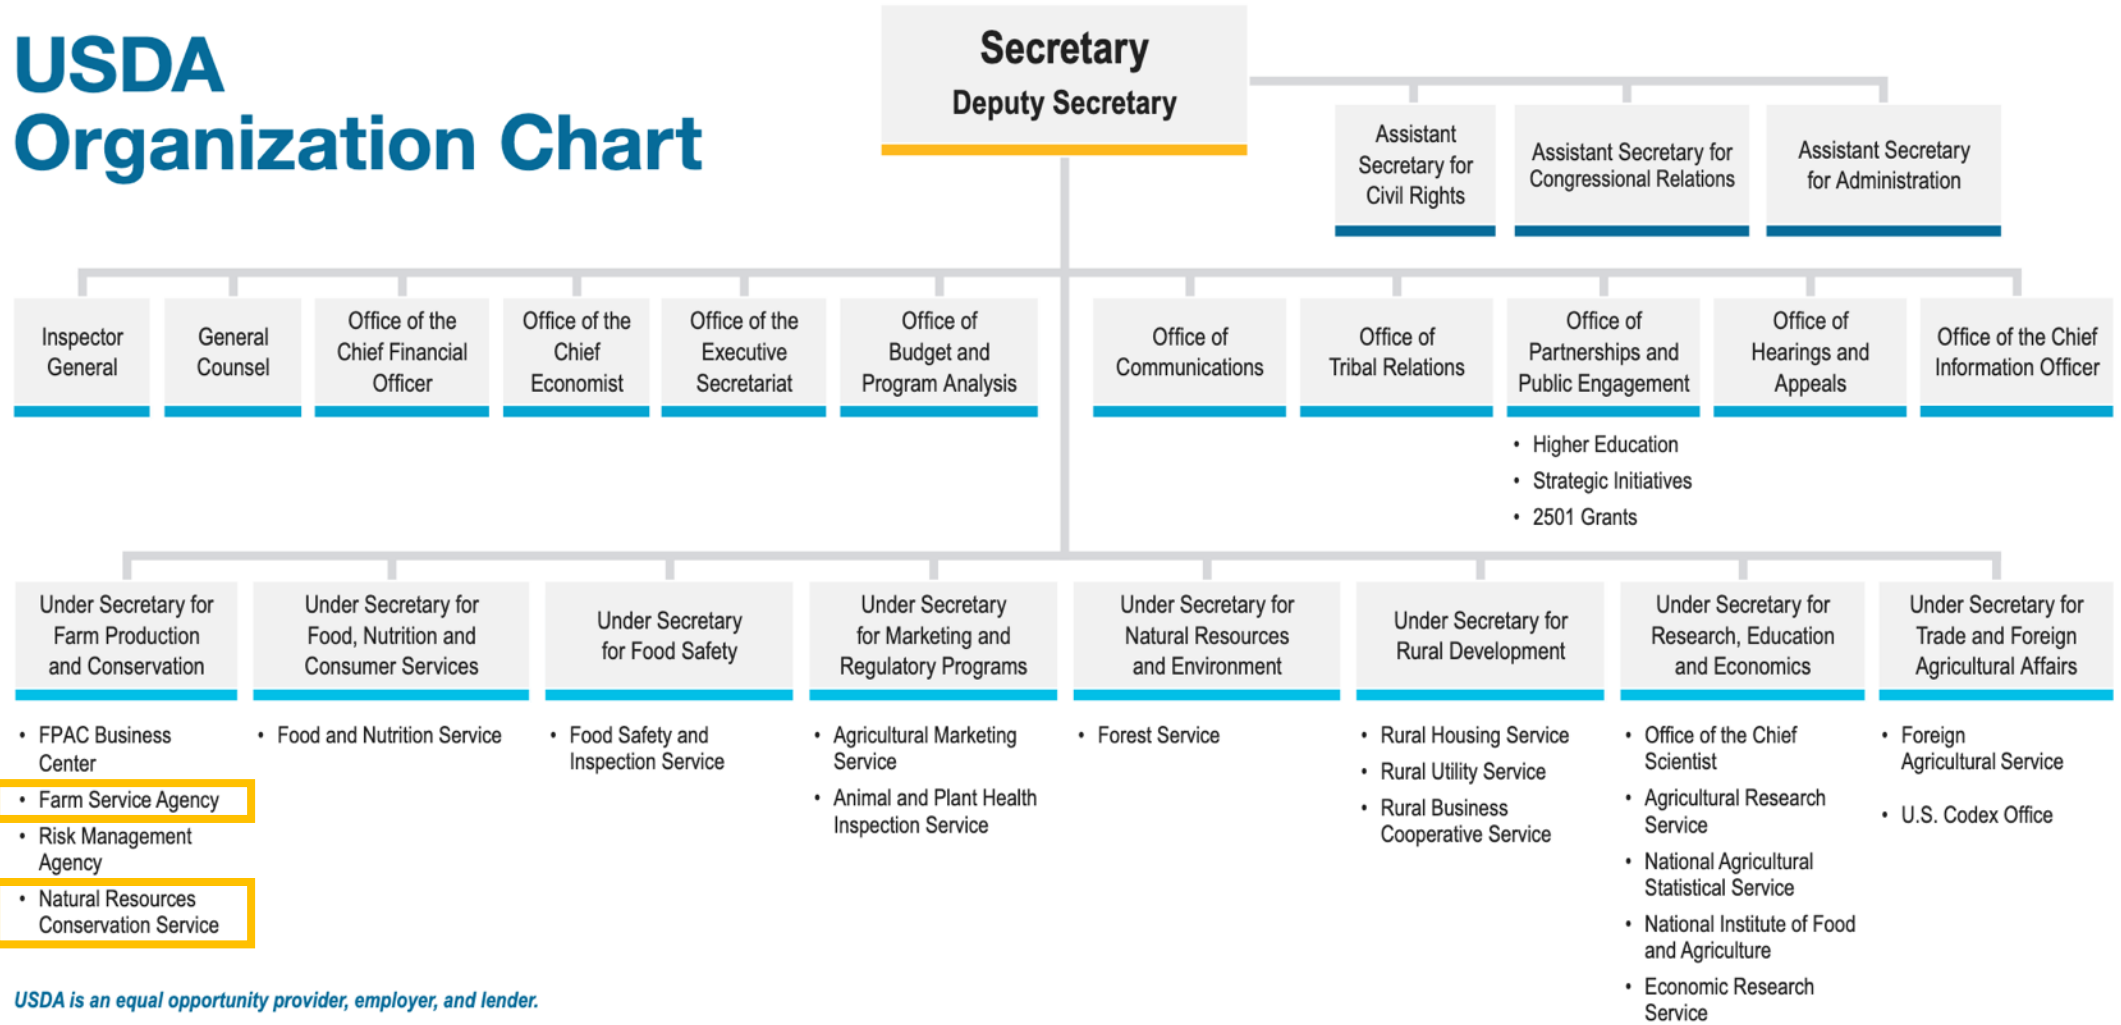 USDA
Organization Chart
Secretary
Deputy Secretary
Assistant
Secretary for
Civil Rights
Assistant Secretary for
Congressional Relations
Assistant Secretary
for Administration
Inspector
General
General
Counsel
Office of the
Chief Financial
Officer
Office of the
Chief
Economist
Office of the
Executive
Secretariat
Office of
Budget and
Program Analysis
Office of
Communications
Office of
Tribal Relations
Office of
Partnerships and
Public Engagement
• Higher Education
• Strategic Initiatives
• 2501 Grants
Office of
Hearings and
Appeals
Office of the Chief
Information Officer
Under Secretary for
Farm Production
and Conservation
• FPAC Business
Center
• Farm Service Agency
• Risk Management
Agency
• Natural Resources
Conservation Service
Under Secretary for
Food, Nutrition and
Consumer Services
• Food and Nutrition Service
Under Secretary
for Food Safety
• Food Safety and
Inspection Service
Under Secretary
for Marketing and
Regulatory Programs
• Agricultural Marketing
Service
• Animal and Plant Health
Inspection Service
Under Secretary for
Natural Resources
and Environment
• Forest Service
Under Secretary for
Rural Development
• Rural Housing Service
• Rural Utility Service
• Rural Business
Cooperative Service
Under Secretary for
Research, Education
and Economics
• Office of the Chief
Scientist
• Agricultural Research
Service
• National Agricultural
Statistical Service
• National Institute of Food
and Agriculture
• Economic Research
Service
Under Secretary for
Trade and Foreign
Agricultural Affairs
• Foreign
Agricultural Service
• U.S. Codex Office
USDA is an equal opportunity provider, employer, and lender.